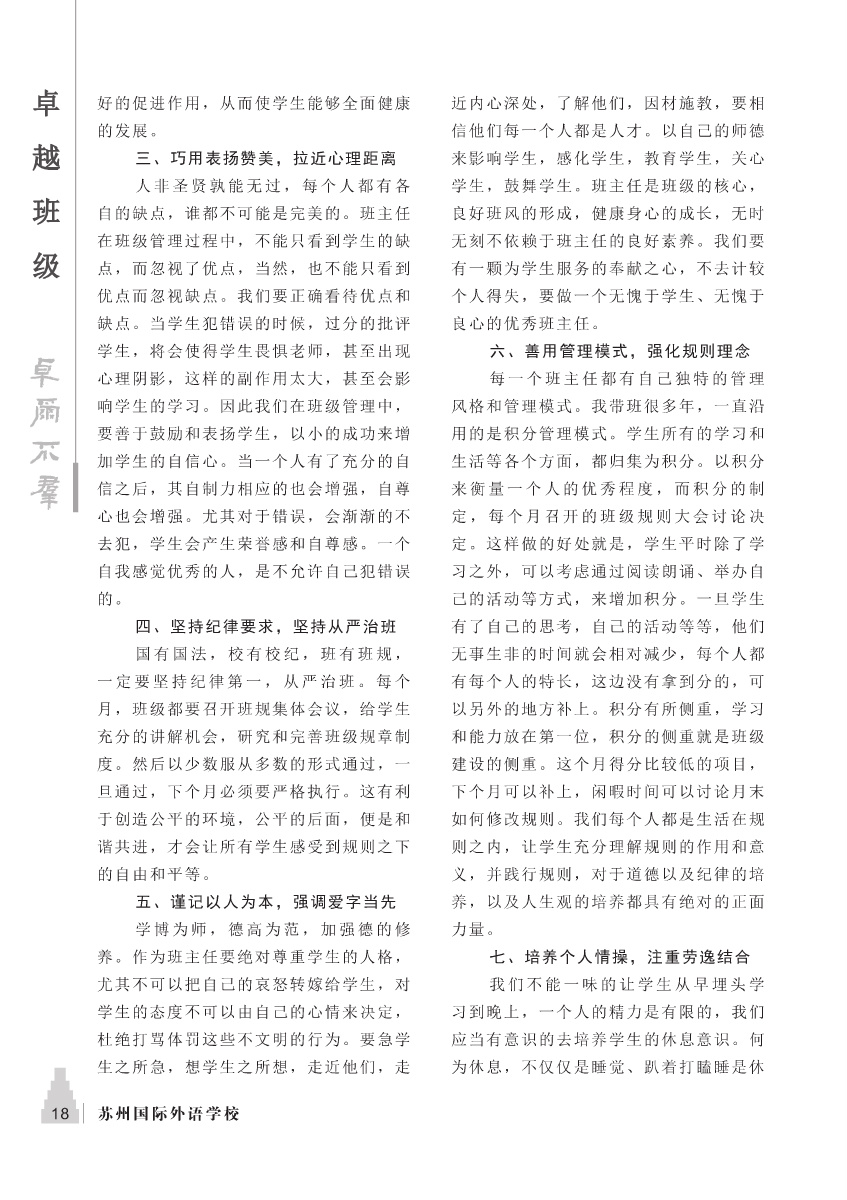 卓越班级
卓尔不群
好的促进作用，从而使学生能够全面健康
的发展。
三、巧用表扬赞美，拉近心理距离
人非圣贤孰能无过，每个人都有各
自的缺点，谁都不可能是完美的。班主任
在班级管理过程中，不能只看到学生的缺
点，而忽视了优点，当然，也不能只看到
优点而忽视缺点。我们要正确看待优点和
缺点。当学生犯错误的时候，过分的批评
学生，将会使得学生畏惧老师，甚至出现
心理阴影，这样的副作用太大，甚至会影
响学生的学习。因此我们在班级管理中，
要善于鼓励和表扬学生，以小的成功来增
加学生的自信心。当一个人有了充分的自
信之后，其自制力相应的也会增强，自尊
心也会增强。尤其对于错误，会渐渐的不
去犯，学生会产生荣誉感和自尊感。一个
自我感觉优秀的人，是不允许自己犯错误
的。
四、坚持纪律要求，坚持从严治班
国有国法，校有校纪，班有班规，
一定要坚持纪律第一，从严治班。每个
月，班级都要召开班规集体会议，给学生
充分的讲解机会，研究和完善班级规章制
度。然后以少数服从多数的形式通过，一
旦通过，下个月必须要严格执行。这有利
于创造公平的环境，公平的后面，便是和
谐共进，才会让所有学生感受到规则之下
的自由和平等。
五、谨记以人为本，强调爱字当先
学博为师，德高为范，加强德的修
养。作为班主任要绝对尊重学生的人格，
尤其不可以把自己的哀怒转嫁给学生，对
学生的态度不可以由自己的心情来决定，
杜绝打骂体罚这些不文明的行为。要急学
生之所急，想学生之所想，走近他们，走
近内心深处，了解他们，因材施教，要相
信他们每一个人都是人才。以自己的师德
来影响学生，感化学生，教育学生，关心
学生，鼓舞学生。班主任是班级的核心，
良好班风的形成，健康身心的成长，无时
无刻不依赖于班主任的良好素养。我们要
有一颗为学生服务的奉献之心，不去计较
个人得失，要做一个无愧于学生、无愧于
良心的优秀班主任。
六、善用管理模式，强化规则理念
每一个班主任都有自己独特的管理
风格和管理模式。我带班很多年，一直沿
用的是积分管理模式。学生所有的学习和
生活等各个方面，都归集为积分。以积分
来衡量一个人的优秀程度，而积分的制
定，每个月召开的班级规则大会讨论决
定。这样做的好处就是，学生平时除了学
习之外，可以考虑通过阅读朗诵、举办自
己的活动等方式，来增加积分。一旦学生
有了自己的思考，自己的活动等等，他们
无事生非的时间就会相对减少，每个人都
有每个人的特长，这边没有拿到分的，可
以另外的地方补上。积分有所侧重，学习
和能力放在第一位，积分的侧重就是班级
建设的侧重。这个月得分比较低的项目，
下个月可以补上，闲暇时间可以讨论月末
如何修改规则。我们每个人都是生活在规
则之内，让学生充分理解规则的作用和意
义，并践行规则，对于道德以及纪律的培
养，以及人生观的培养都具有绝对的正面
力量。
七、培养个人情操，注重劳逸结合
我们不能一味的让学生从早埋头学
习到晚上，一个人的精力是有限的，我们
应当有意识的去培养学生的休息意识。何
为休息，不仅仅是睡觉、趴着打瞌睡是休
18
苏州国际外语学校